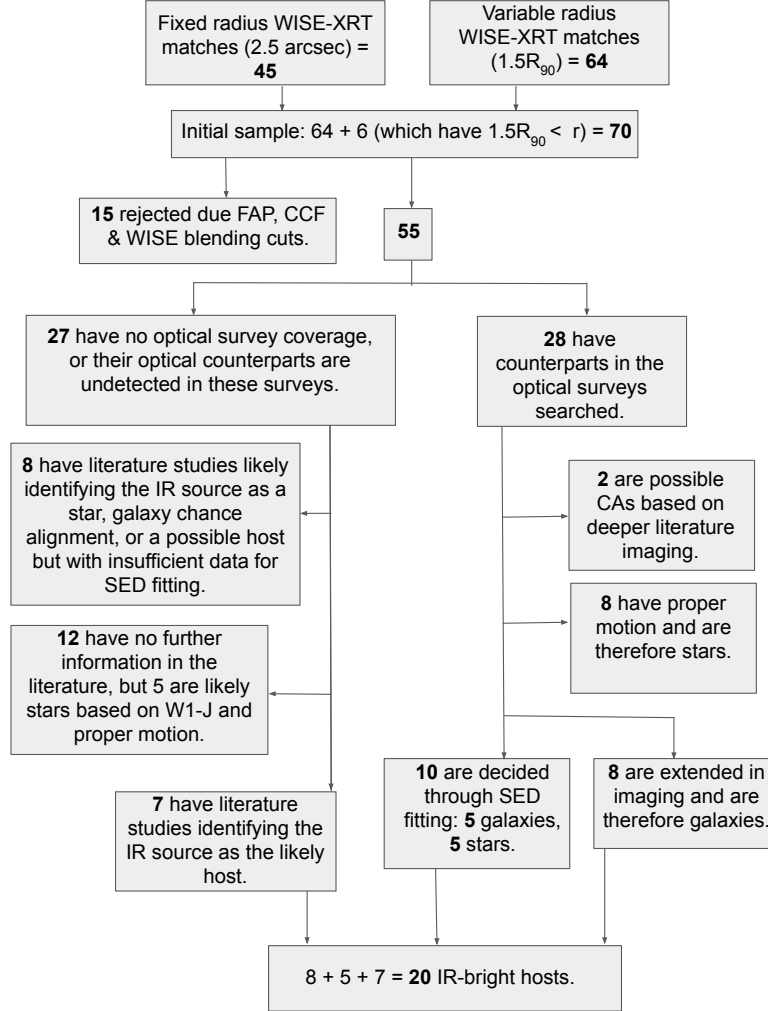 Fixed radius WISE-XRT
matches (2.5 arcsec) =
45
Variable radius
WISE-XRT matches
(1.5R90) = 64
Initial sample: 64 + 6 (which have 1.5R90 < r) = 70
15 rejected due FAP, CCF
& WISE blending cuts.
55
27 have no optical survey coverage,
or their optical counterparts are
undetected in these surveys.
28 have
counterparts in the
optical surveys
searched.
8 have literature studies likely
identifying the IR source as a
star, galaxy chance
alignment, or a possible host
but with insufficient data for
SED fitting.
2 are possible
CAs based on
deeper literature
imaging.
8 have proper
motion and are
therefore stars.
12 have no further
information in the
literature, but 5 are likely
stars based on W1-J and
proper motion.
7 have literature
studies identifying the
IR source as the likely
host.
10 are decided
through SED
fitting: 5 galaxies,
5 stars.
8 are extended in
imaging and are
therefore galaxies.
8 + 5 + 7 = 20 IR-bright hosts.